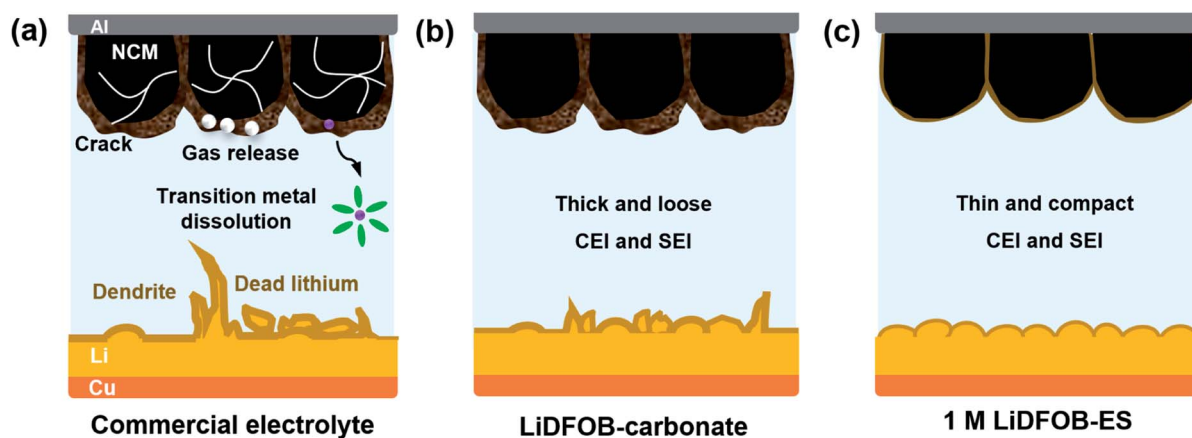 (a)
Al
NCM
Crack
Gas release
Transition metal
dissolution
Dendrite
Dead lithium
Li
Cu
Commercial electrolyte
(b)
Thick and loose
CEI and SEI
LiDFOB-carbonate
(c)
Thin and compact
CEI and SEI
1 M LiDFOB-ES